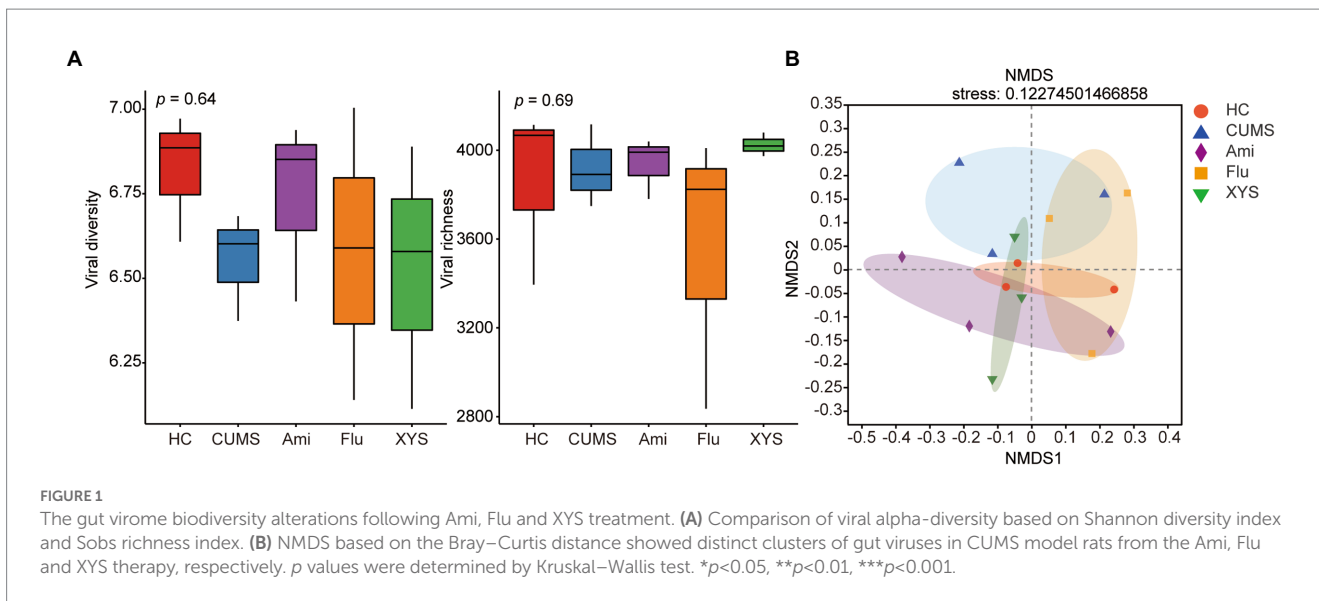 A
p = 0.64
Viral diversity
7.00
6.75
6.50
6.25
HC CUMS Ami Flu XYS
p = 0.69
Viral richness
4000
3600
3200
2800
HC CUMS Ami Flu XYS
B
NMDS
stress: 0.12274501466858
NMDS2
0.35
0.3
0.25
0.2
0.15
0.1
0.05
0
-0.05
-0.1
-0.15
-0.2
-0.25
-0.3
-0.5 -0.4 -0.3 -0.2 -0.1 0 0.1 0.2 0.3 0.4
NMDS1
HC
CUMS
Ami
Flu
XYS
FIGURE 1
The gut virome biodiversity alterations following Ami, Flu and XYS treatment. (A) Comparison of viral alpha-diversity based on Shannon diversity index
and Sobs richness index. (B) NMDS based on the Bray–Curtis distance showed distinct clusters of gut viruses in CUMS model rats from the Ami, Flu
and XYS therapy, respectively. p values were determined by Kruskal–Wallis test. *p<0.05, **p<0.01, ***p<0.001.